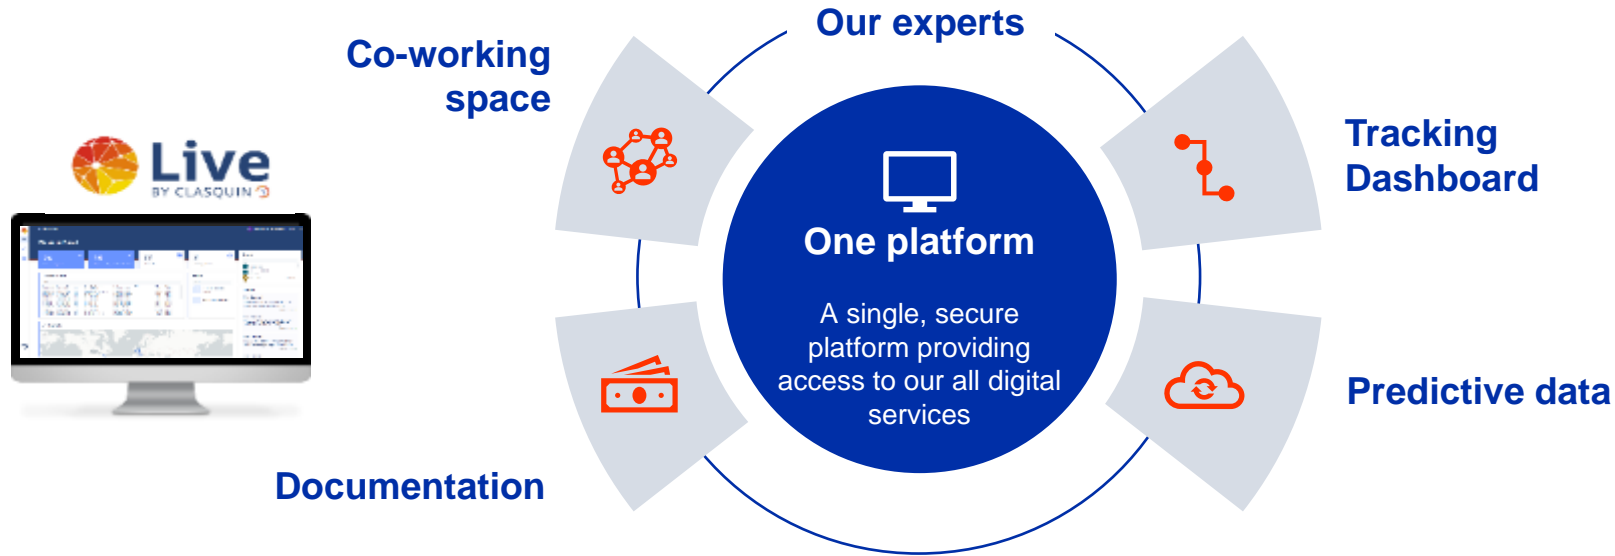 Our experts
Co-working
space
Tracking
Dashboard
Live
BY CLASQUIN
One platform
A single, secure
platform providing
access to our all digital
services
Predictive data
Documentation